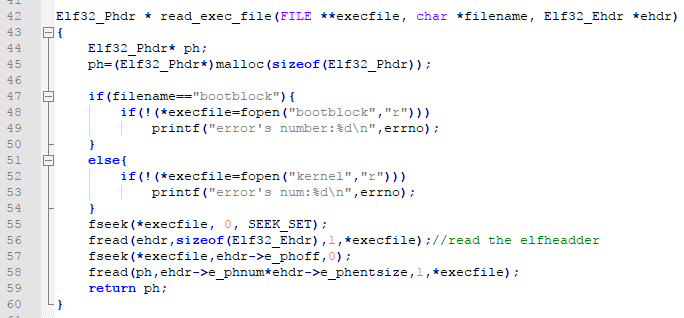 42 Elf32_Phdr * read_exec_file(FILE **execfile, char *filename, Elf32_Ehdr *ehdr)
43 {
44     Elf32_Phdr* ph;
45     ph=(Elf32_Phdr*)malloc(sizeof(Elf32_Phdr));
46
47     if(filename=="bootblock"){
48         if(!(*execfile=fopen("bootblock","r")))
49             printf("error's number:%d\n",errno);
50     }
51     else{
52         if(!(*execfile=fopen("kernel","r")))
53             printf("error's num:%d\n",errno);
54     }
55     fseek(*execfile, 0, SEEK_SET);
56     fread(ehdr,sizeof(Elf32_Ehdr),1,*execfile);//read the elfheadder
57     fseek(*execfile,ehdr->e_phoff,0);
58     fread(ph,ehdr->e_phnum*ehdr->e_phentsize,1,*execfile);
59     return ph;
60 }